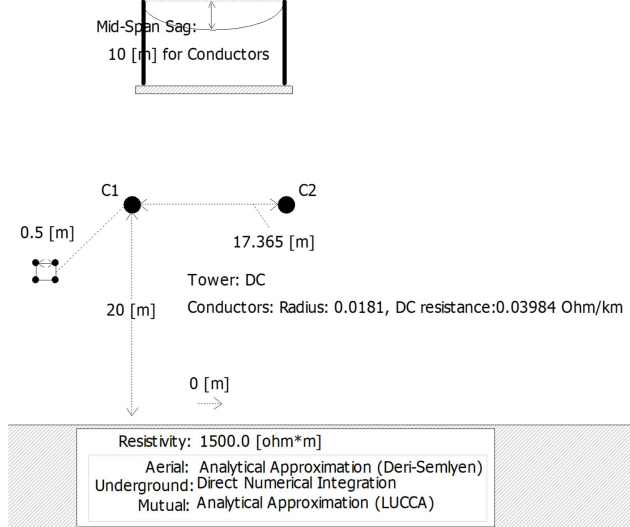 Mid-Span Sag:
10 [m] for Conductors
C1
C2
0.5 [m]
17.365 [m]
Tower: DC
20 [m]
Conductors: Radius: 0.0181, DC resistance:0.03984 Ohm/km
0 [m]
Resistivity: 1500.0 [ohm*m]
Aerial: Analytical Approximation (Deri-Semlyen)
Underground: Direct Numerical Integration
Mutual: Analytical Approximation (LUCCA)